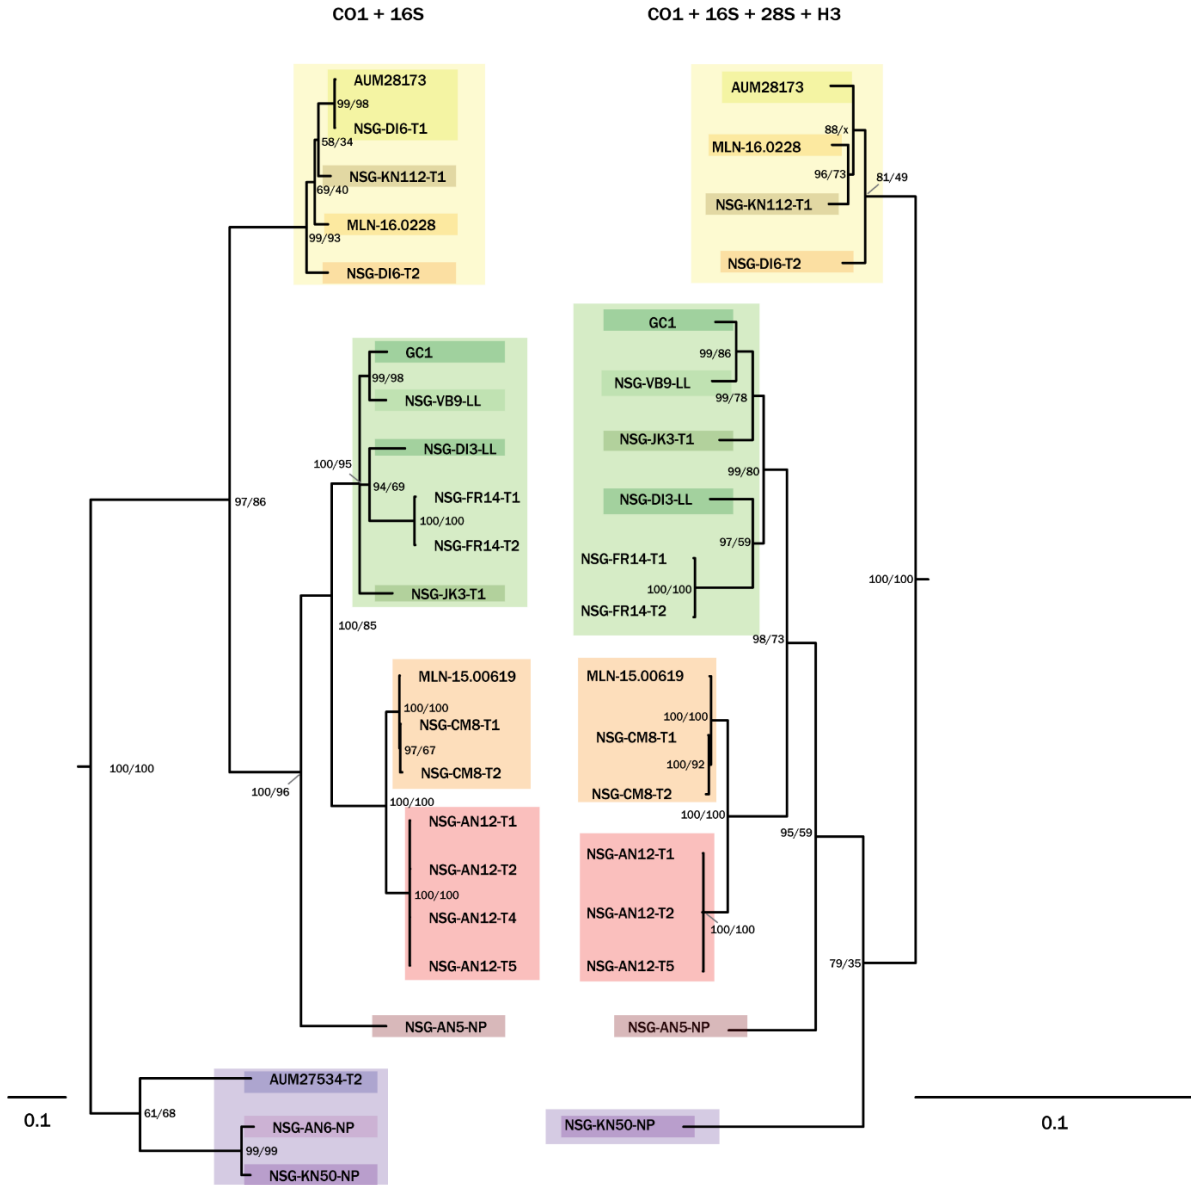 CO1 + 16S
CO1 + 16S + 28S + H3
AUM28173
99/98
NSG-DI6-T1
58/34
NSG-KN112-T1
69/40
MLN-16.0228
99/93
NSG-DI6-T2
97/86
GC1
99/98
NSG-VB9-LL
NSG-DI3-LL
100/95
94/69
NSG-FR14-T1
100/100
NSG-FR14-T2
NSG-JK3-T1
100/85
MLN-15.00619
100/100
NSG-CM8-T1
97/67
NSG-CM8-T2
100/100
100/96
100/100
NSG-AN12-T1
NSG-AN12-T2
100/100
NSG-AN12-T4
NSG-AN12-T5
NSG-AN5-NP
AUM27534-T2
61/68
NSG-AN6-NP
99/99
NSG-KN50-NP
0.1
AUM28173
88/x
MLN-16.0228
96/73
81/49
NSG-KN112-T1
NSG-DI6-T2
GC1
99/86
NSG-VB9-LL
99/78
NSG-JK3-T1
99/80
NSG-DI3-LL
97/59
NSG-FR14-T1
100/100
NSG-FR14-T2
100/100
98/73
MLN-15.00619
100/100
NSG-CM8-T1
100/92
NSG-CM8-T2
100/100
95/59
NSG-AN12-T1
NSG-AN12-T2
100/100
NSG-AN12-T5
79/35
NSG-AN5-NP
NSG-KN50-NP
0.1